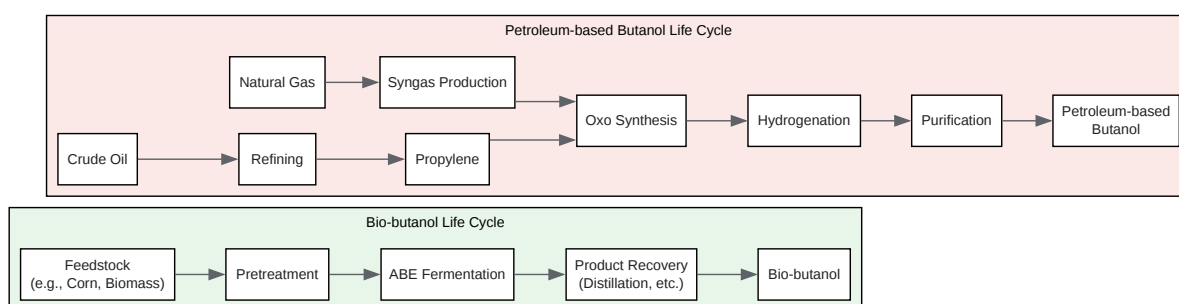 Petroleum-based Butanol Life Cycle
Natural Gas
Syngas Production
Crude Oil
Refining
Propylene
Oxo Synthesis
Hydrogenation
Purification
Petroleum-based
Butanol
Bio-butanol Life Cycle
Feedstock
(e.g., Corn, Biomass)
Pretreatment
ABE Fermentation
Product Recovery
(Distillation, etc.)
Bio-butanol